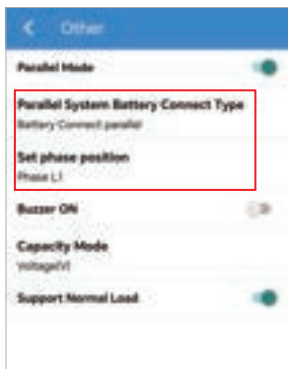 Other
Parallel Mode
Parallel System Battery Connect Type
Battery Connect parallel
Set phase position
Phase L1
Buzzer ON
Capacity Mode
Voltage(V)
Support Normal Load